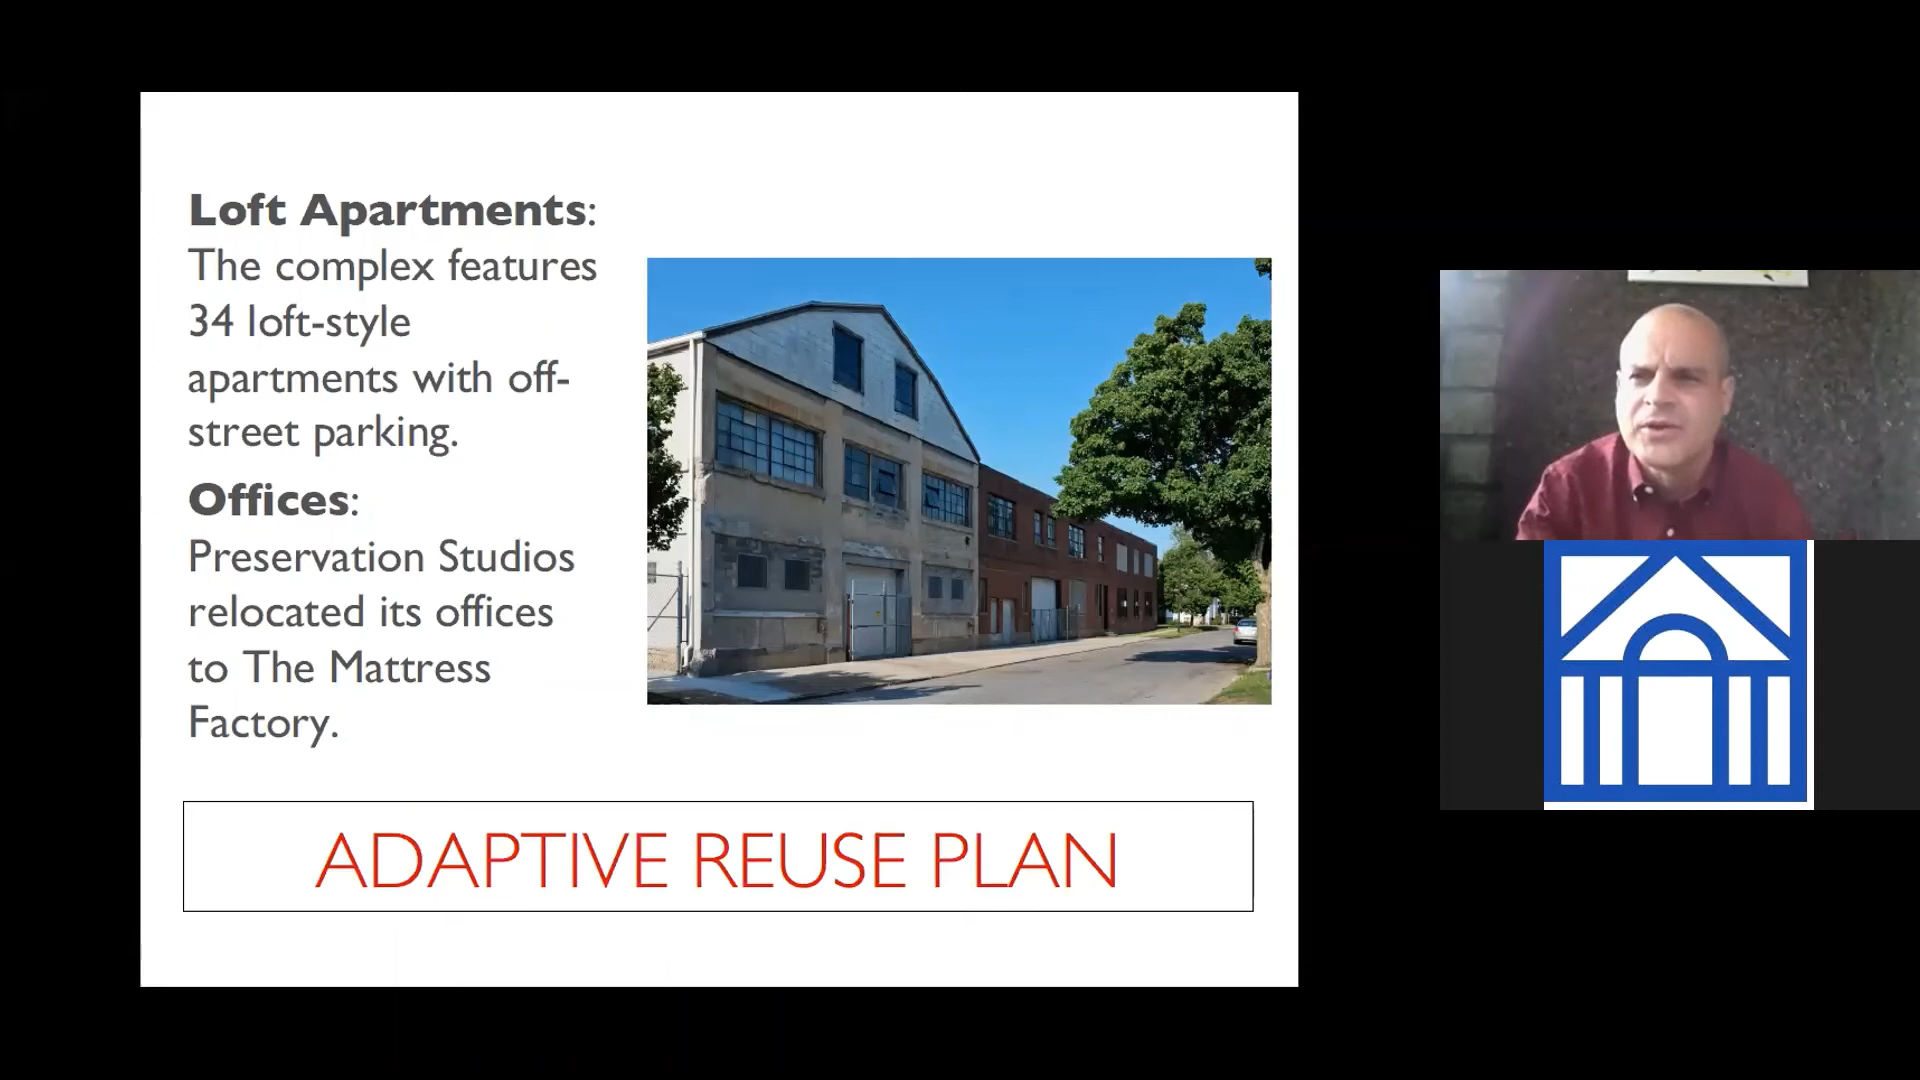 Loft Apartments:
The complex features
34 loft-style
apartments with off-
street parking.
Offices:
Preservation Studios
relocated its offices
to The Mattress
Factory.
ADAPTIVE REUSE PLAN